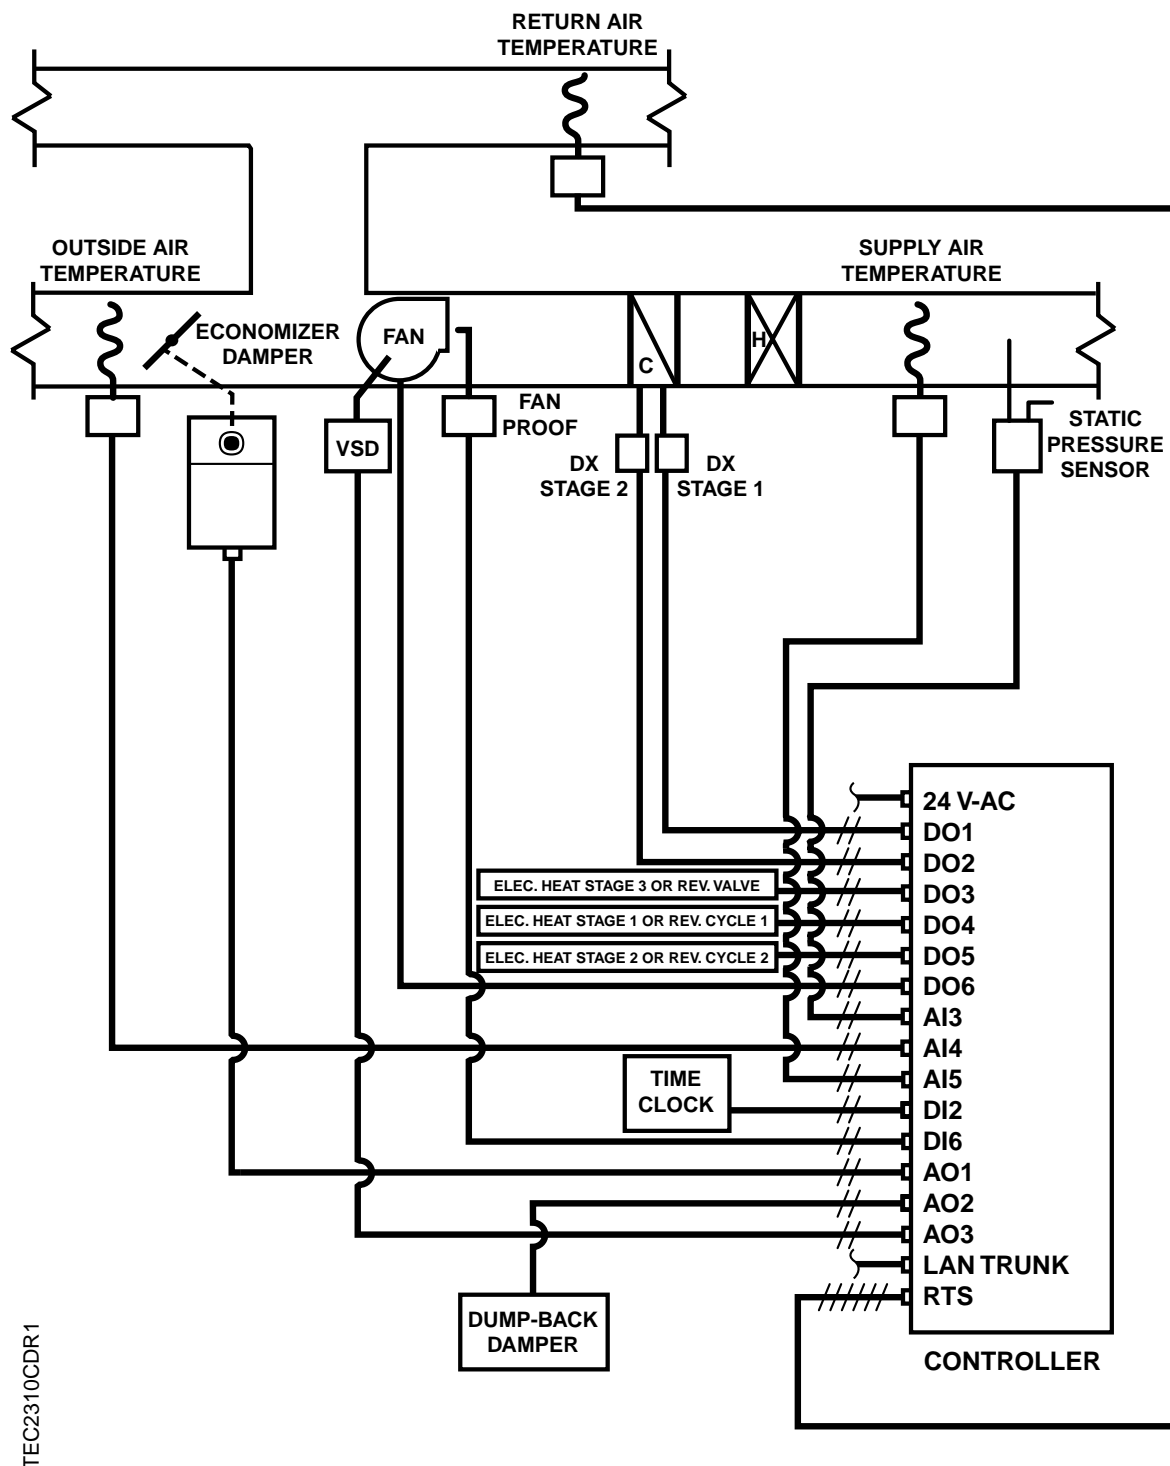 RETURN AIR
TEMPERATURE
OUTSIDE AIR
TEMPERATURE
SUPPLY AIR
TEMPERATURE
ECONOMIZER
DAMPER
FAN
H
C
FAN
PROOF
VSD
DX
STAGE 2
DX
STAGE 1
STATIC
PRESSURE
SENSOR
24 V-AC
DO1
DO2
ELEC. HEAT STAGE 3 OR REV. VALVE
DO3
ELEC. HEAT STAGE 1 OR REV. CYCLE 1
DO4
ELEC. HEAT STAGE 2 OR REV. CYCLE 2
DO5
DO6
AI3
AI4
TIME
CLOCK
AI5
DI2
DI6
AO1
AO2
AO3
LAN TRUNK
RTS
DUMP-BACK
DAMPER
CONTROLLER
TEC2310CDR1